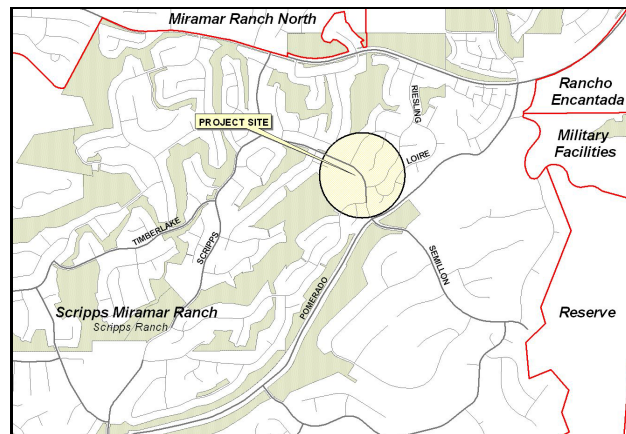 Miramar Ranch North
Rancho
Encantada
RIESLING
PROJECT SITE
Military
Facilities
LOIRE
TIMBERLAKE
SCRIPPS
SEMILLON
POMERADO
Scripps Miramar Ranch
Scripps Ranch
Reserve